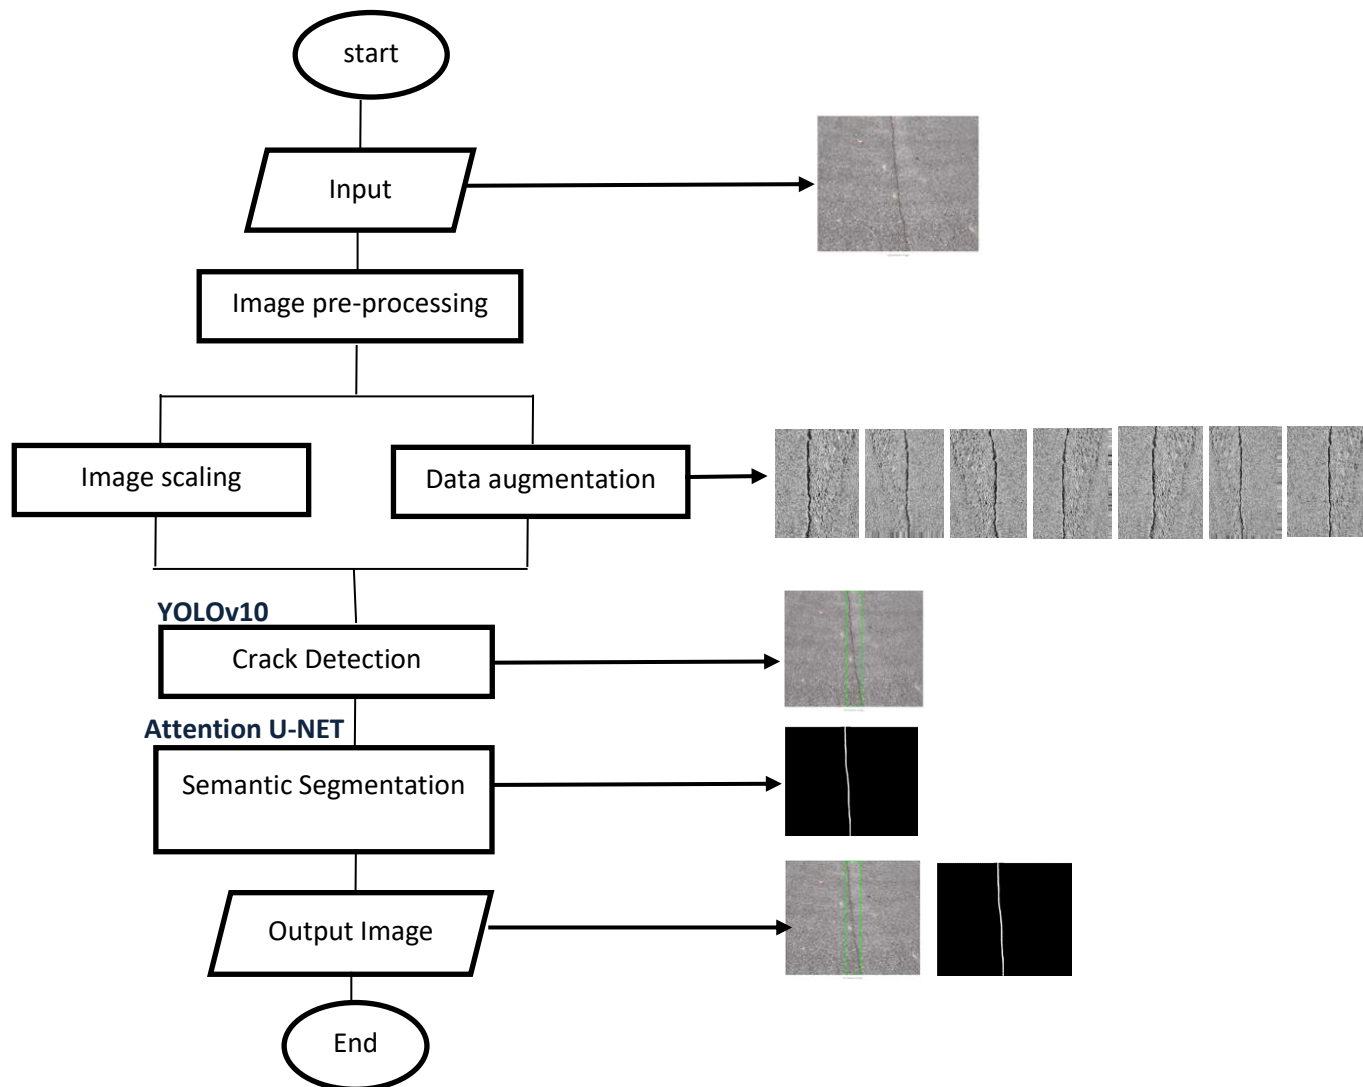 start
Input
Image pre-processing
Image scaling
Data augmentation
YOLOv10
Crack Detection
Attention U-NET
Semantic Segmentation
Output Image
End